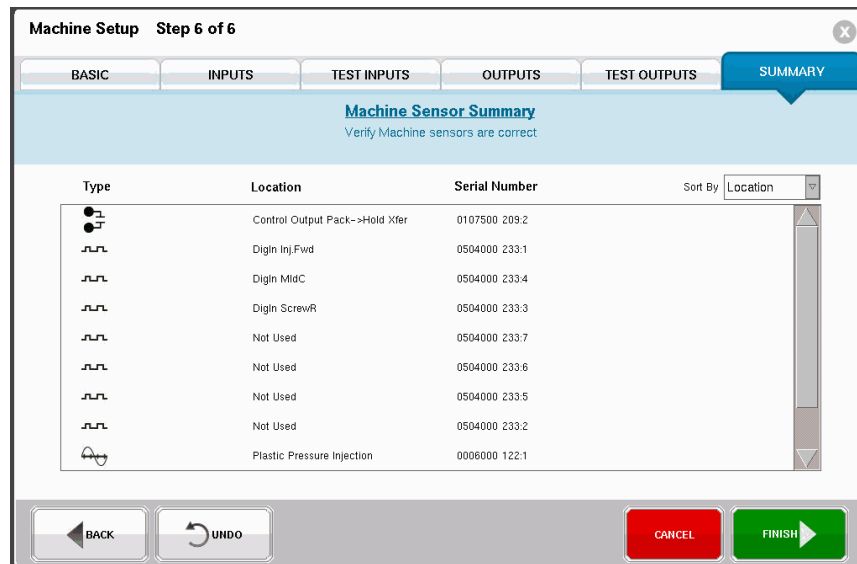 Machine Setup Step 6 of 6
X
BASIC INPUTS TEST INPUTS OUTPUTS TEST OUTPUTS SUMMARY
Machine Sensor Summary
Verify Machine sensors are correct
Type Location Serial Number Sort By Location
Control Output Pack->Hold Xfer 0107500 209:2
DigIn Inj.Fwd 0504000 233:1
DigIn MldC 0504000 233:4
DigIn ScrewR 0504000 233:3
Not Used 0504000 233:7
Not Used 0504000 233:6
Not Used 0504000 233:5
Not Used 0504000 233:2
Plastic Pressure Injection 0006000 122:1
BACK UNDO CANCEL FINISH